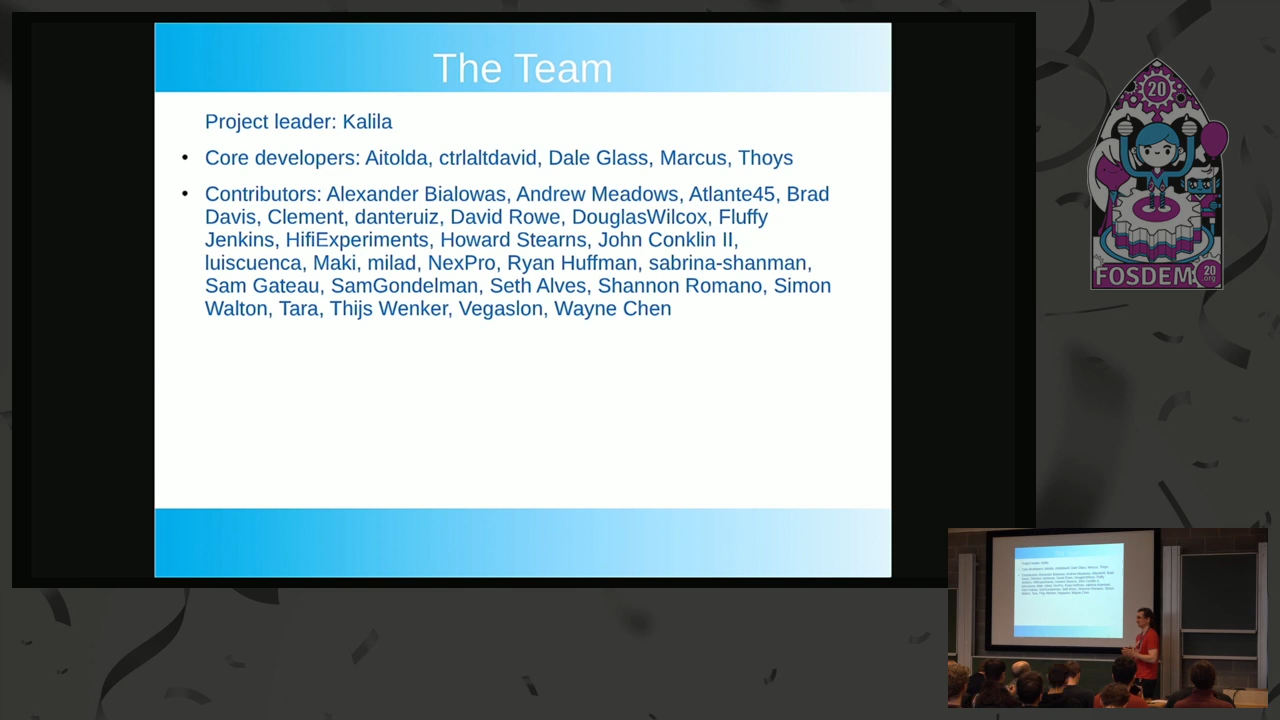 The Team
Project leader: Kalila
• Core developers: Aitolda, ctrlaltdavid, Dale Glass, Marcus, Thoys
• Contributors: Alexander Bialowas, Andrew Meadows, Atlante45, Brad
Davis, Clement, danteruiz, David Rowe, DouglasWilcox, Fluffy
Jenkins, HifiExperiments, Howard Stearns, John Conklin II,
luiscuenca, Maki, milad, NexPro, Ryan Huffman, sabrina-shanman,
Sam Gateau, SamGondelman, Seth Alves, Shannon Romano, Simon
Walton, Tara, Thijs Wenker, Vegaslon, Wayne Chen
20
FOSDEM
20
.org